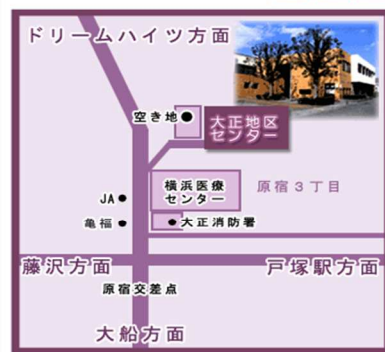 ドリームハイツ方面
空き地
大正地区
センター
横浜医療
センター
原宿3丁目
JA
亀福
大正消防署
藤沢方面
戸塚駅方面
原宿交差点
大船方面